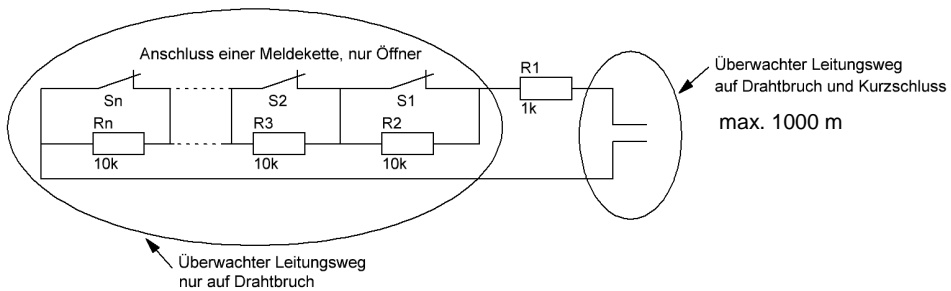 Anschluss einer Meldekette, nur Öffner
Sn
S2
S1
R1
1k
Rn
10k
R3
10k
R2
10k
Überwachter Leitungsweg
auf Drahtbruch und Kurzschluss
max. 1000 m
Überwachter Leitungsweg
nur auf Drahtbruch